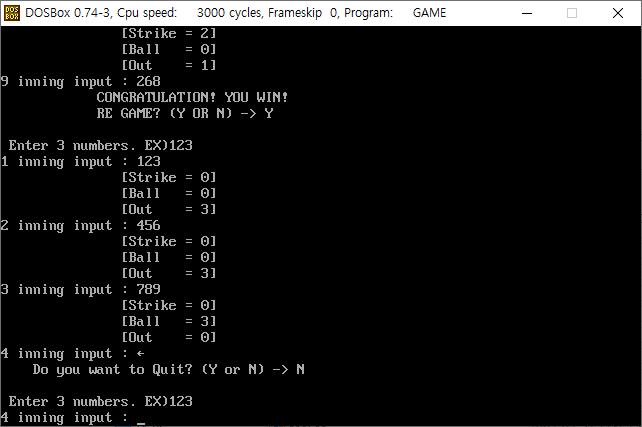 DOSBox 0.74-3, Cpu speed: 3000 cycles, Frameskip 0, Program: GAME
[Strike = 2]
[Ball = 0]
[Out = 1]
9 inning input : 268
CONGRATULATION! YOU WIN!
RE GAME? (Y OR N) -> Y
Enter 3 numbers. EX)123
1 inning input : 123
[Strike = 0]
[Ball = 0]
[Out = 3]
2 inning input : 456
[Strike = 0]
[Ball = 0]
[Out = 3]
3 inning input : 789
[Strike = 0]
[Ball = 3]
[Out = 0]
4 inning input : ←
Do you want to Quit? (Y or N) -> N
Enter 3 numbers. EX)123
4 inning input : _